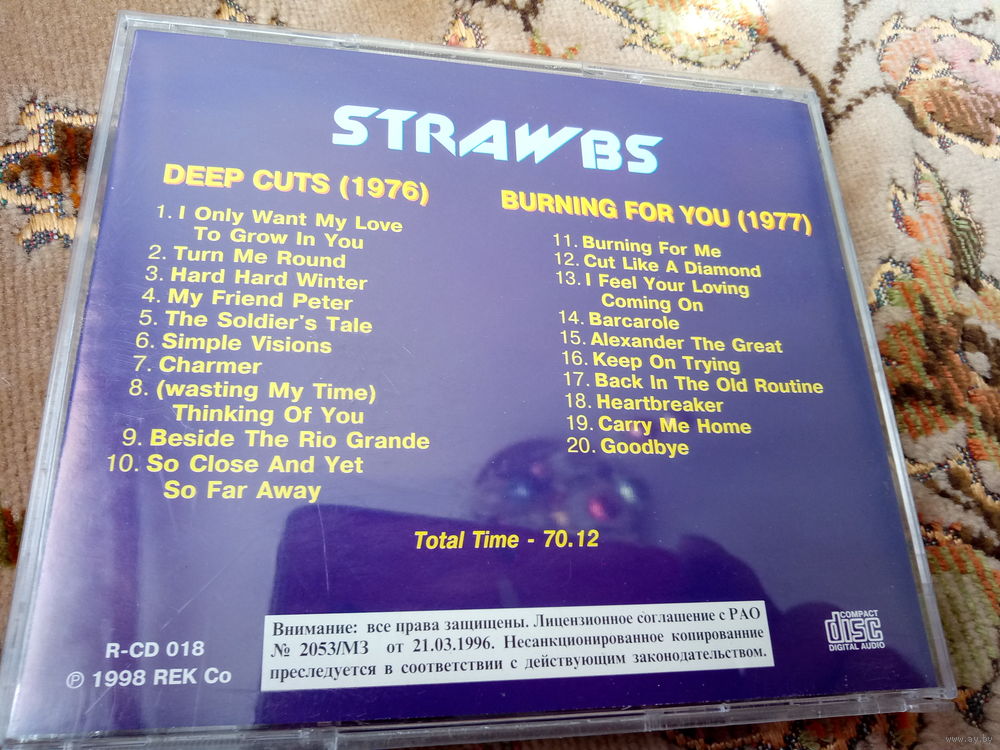 STRAWBS
DEEP CUTS (1976)
1. I Only Want My Love
To Grow In You
2. Turn Me Round
3. Hard Hard Winter
4. My Friend Peter
5. The Soldier's Tale
6. Simple Visions
7. Charmer
8. (wasting My Time)
Thinking Of You
9. Beside The Rio Grande
10. So Close And Yet
So Far Away
BURNING FOR YOU (1977)
11. Burning For Me
12. Cut Like A Diamond
13. I Feel Your Loving
Coming On
14. Barcarole
15. Alexander The Great
16. Keep On Trying
17. Back In The Old Routine
18. Heartbreaker
19. Carry Me Home
20. Goodbye
Total Time - 70.12
R-CD 018
℗ 1998 REK Co
Внимание: все права защищены. Лицензионное соглашение с РАО
№ 2053/МЗ от 21.03.1996. Несанкционированное копирование
преследуется в соответствии с действующим законодательством.
COMPACT
disc
DIGITAL AUDIO
www.ay.by